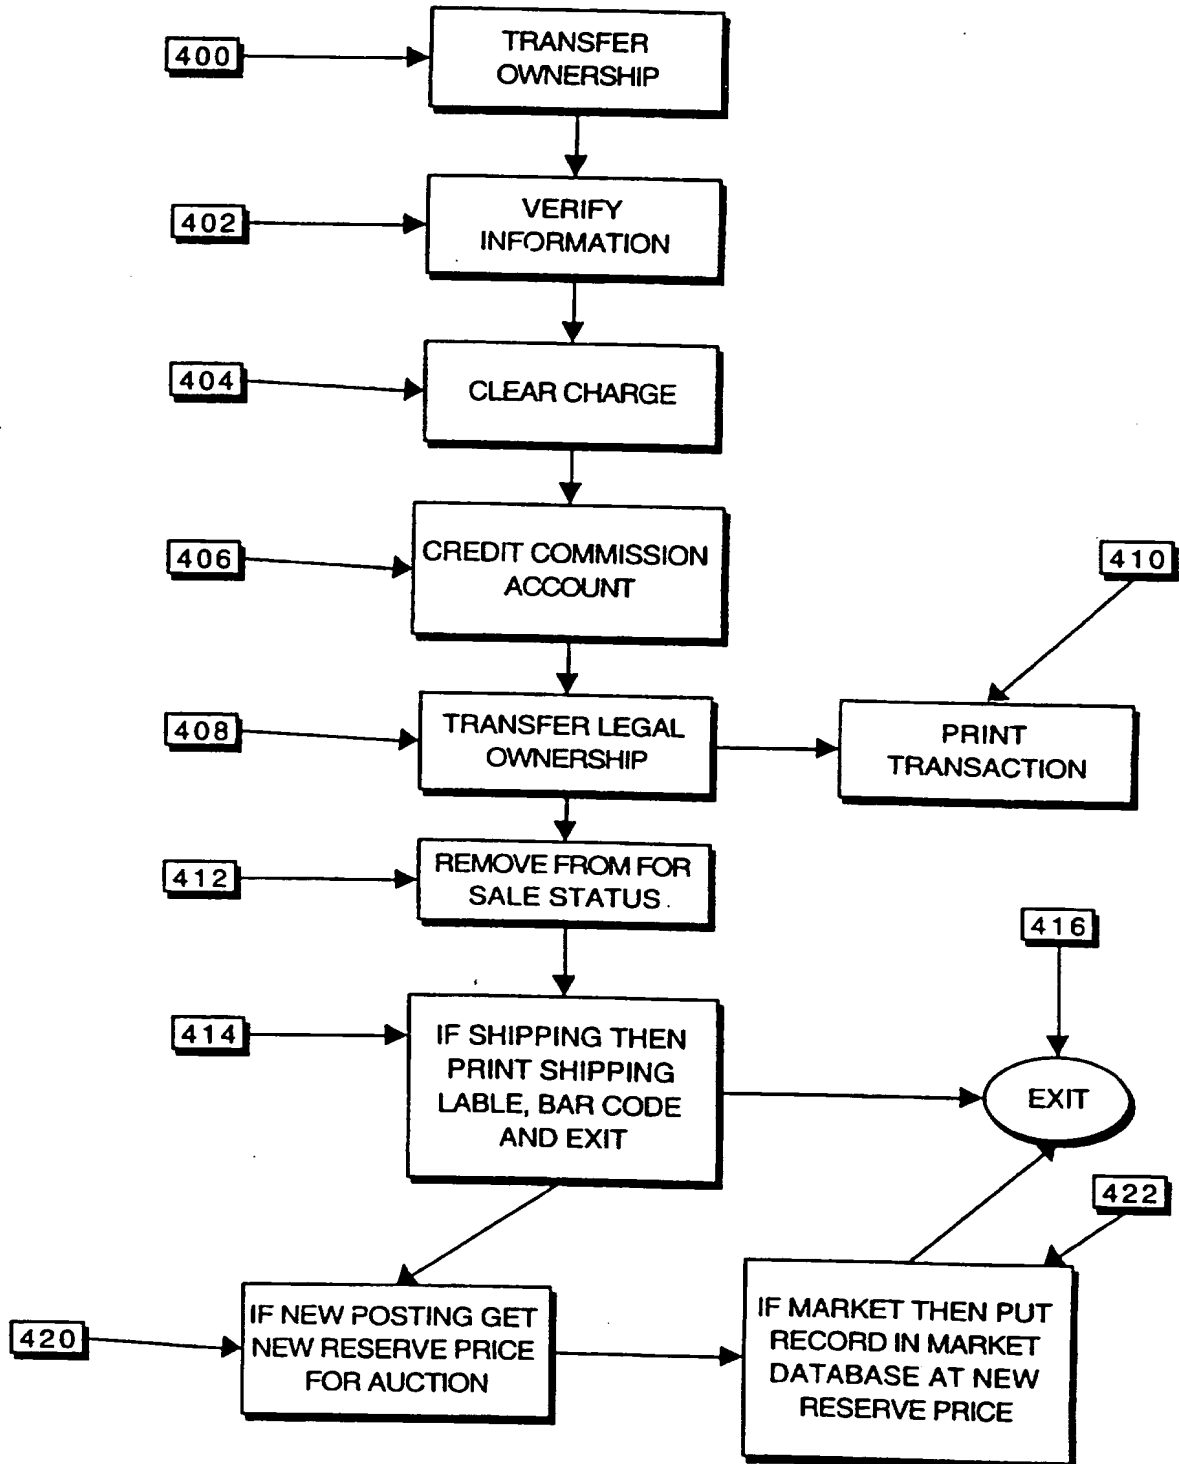 400
TRANSFER
OWNERSHIP
402
VERIFY
INFORMATION
404
CLEAR CHARGE
406
CREDIT COMMISSION
ACCOUNT
410
408
TRANSFER LEGAL
OWNERSHIP
PRINT
TRANSACTION
412
REMOVE FROM FOR
SALE STATUS
416
414
IF SHIPPING THEN
PRINT SHIPPING
LABLE, BAR CODE
AND EXIT
EXIT
422
420
IF NEW POSTING GET
NEW RESERVE PRICE
FOR AUCTION
IF MARKET THEN PUT
RECORD IN MARKET
DATABASE AT NEW
RESERVE PRICE